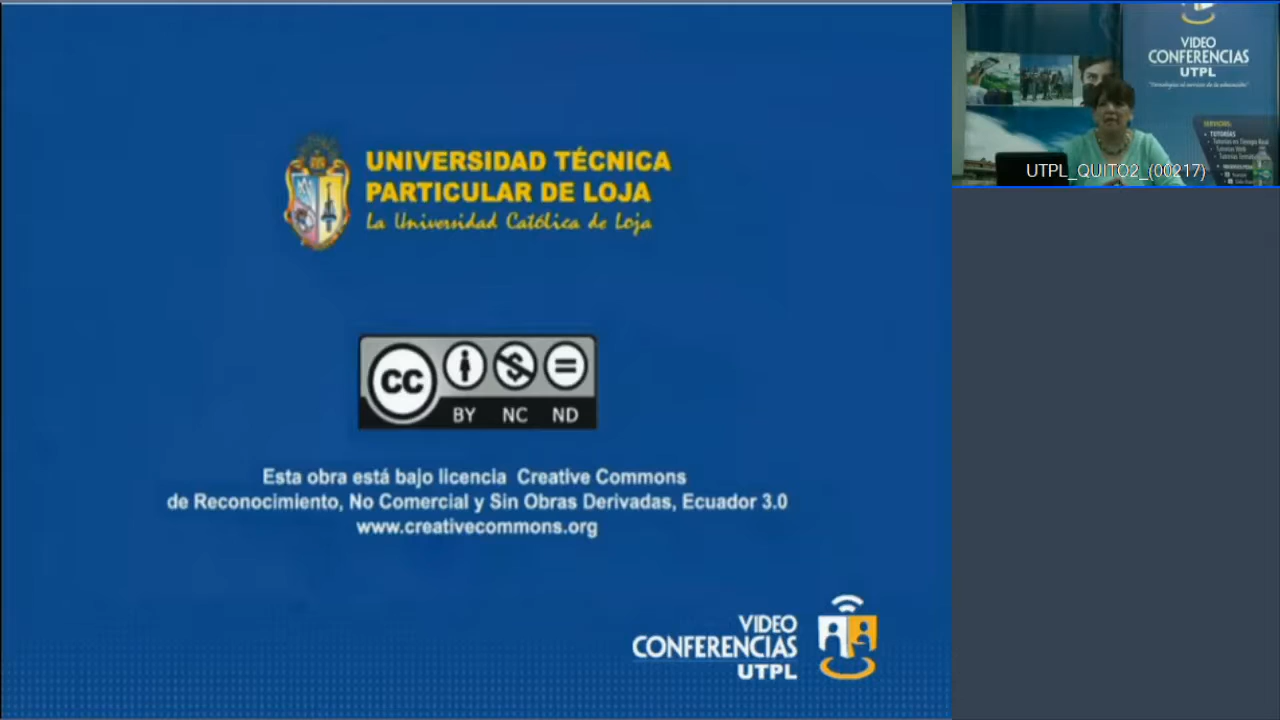 UNIVERSIDAD TÉCNICA
PARTICULAR DE LOJA
La Universidad Católica de Loja
CC
BY NC ND
Esta obra está bajo licencia Creative Commons
de Reconocimiento, No Comercial y Sin Obras Derivadas, Ecuador 3.0
www.creativecommons.org
VIDEO
CONFERENCIAS
UTPL
VIDEO
CONFERENCIAS
UTPL
SERVICIOS:
TUTORÍAS
UTPL_QUITO2_(00217)